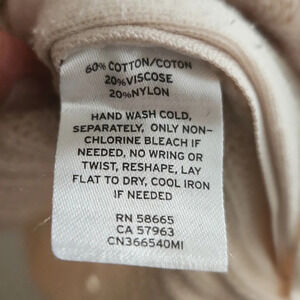 60% COTTON/COTON
20%VISCOSE
20%NYLON
HAND WASH COLD,
SEPARATELY, ONLY NON-
CHLORINE BLEACH IF
NEEDED, NO WRING OR
TWIST, RESHAPE, LAY
FLAT TO DRY, COOL IRON
IF NEEDED
RN 58665
CA 57963
CN366540MI